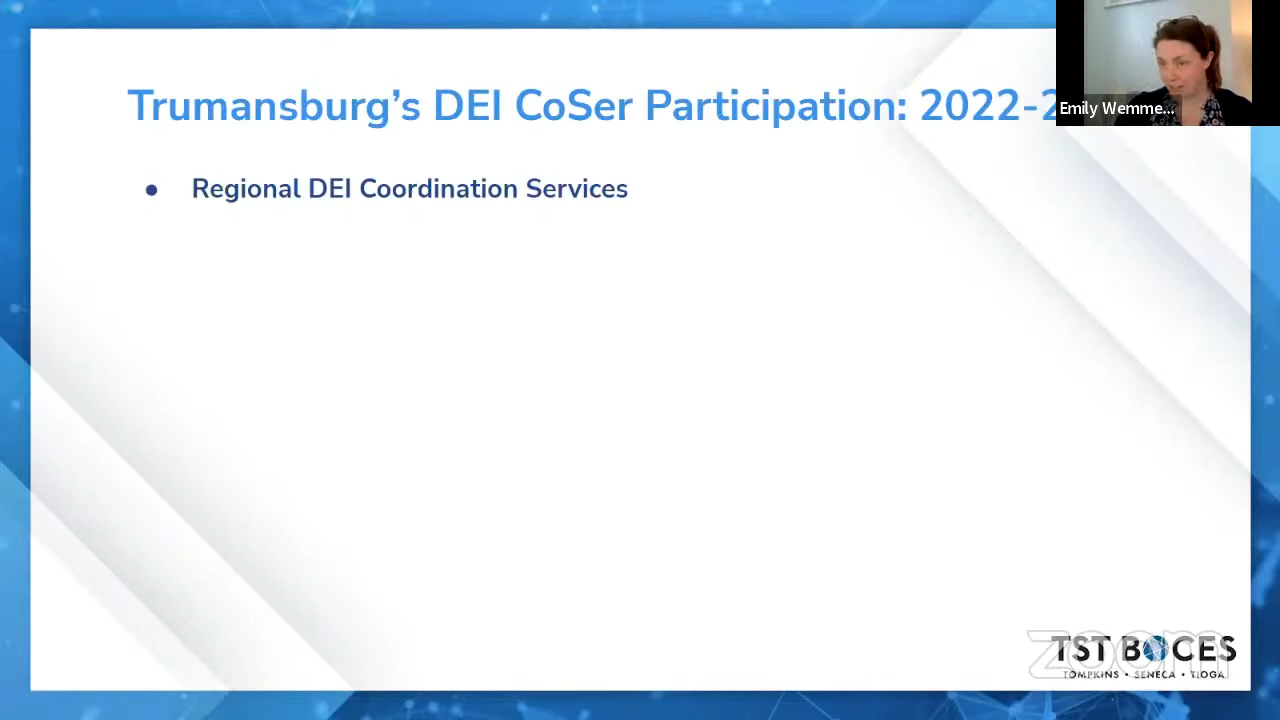 Trumansburg's DEI CoSer Participation: 2022-2
Emily Wemme...
● Regional DEI Coordination Services
TST BOCES
zoom
TOMPKINS • SENECA • TIOGA